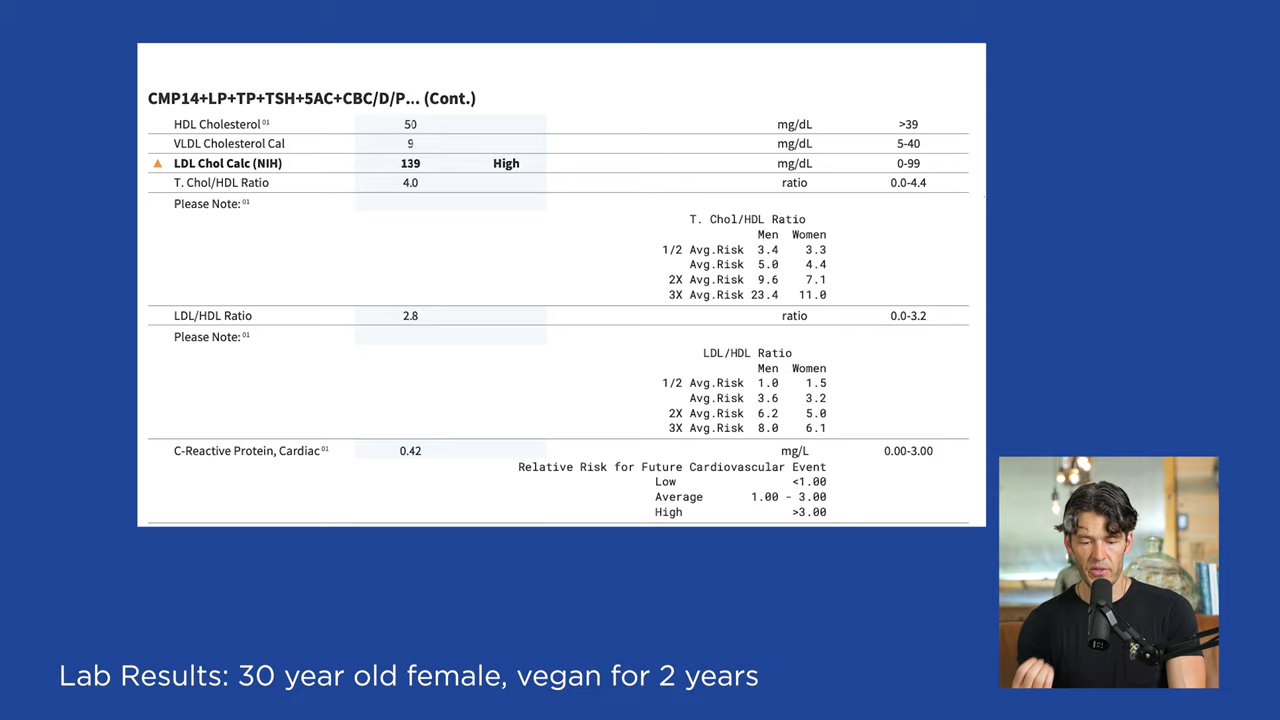 CMP14+LP+TP+TSH+5AC+CBC/D/P... (Cont.)
HDL Cholesterol 01 50 mg/dL >39
VLDL Cholesterol Cal 9 mg/dL 5-40
▲ LDL Chol Calc (NIH) 139 High mg/dL 0-99
T. Chol/HDL Ratio 4.0 ratio 0.0-4.4
Please Note: 01
T. Chol/HDL Ratio
Men Women
1/2 Avg.Risk 3.4 3.3
Avg.Risk 5.0 4.4
2X Avg.Risk 9.6 7.1
3X Avg.Risk 23.4 11.0
LDL/HDL Ratio 2.8 ratio 0.0-3.2
Please Note: 01
LDL/HDL Ratio
Men Women
1/2 Avg.Risk 1.0 1.5
Avg.Risk 3.6 3.2
2X Avg.Risk 6.2 5.0
3X Avg.Risk 8.0 6.1
C-Reactive Protein, Cardiac 01 0.42 mg/L 0.00-3.00
Relative Risk for Future Cardiovascular Event
Low <1.00
Average 1.00 - 3.00
High >3.00
Lab Results: 30 year old female, vegan for 2 years